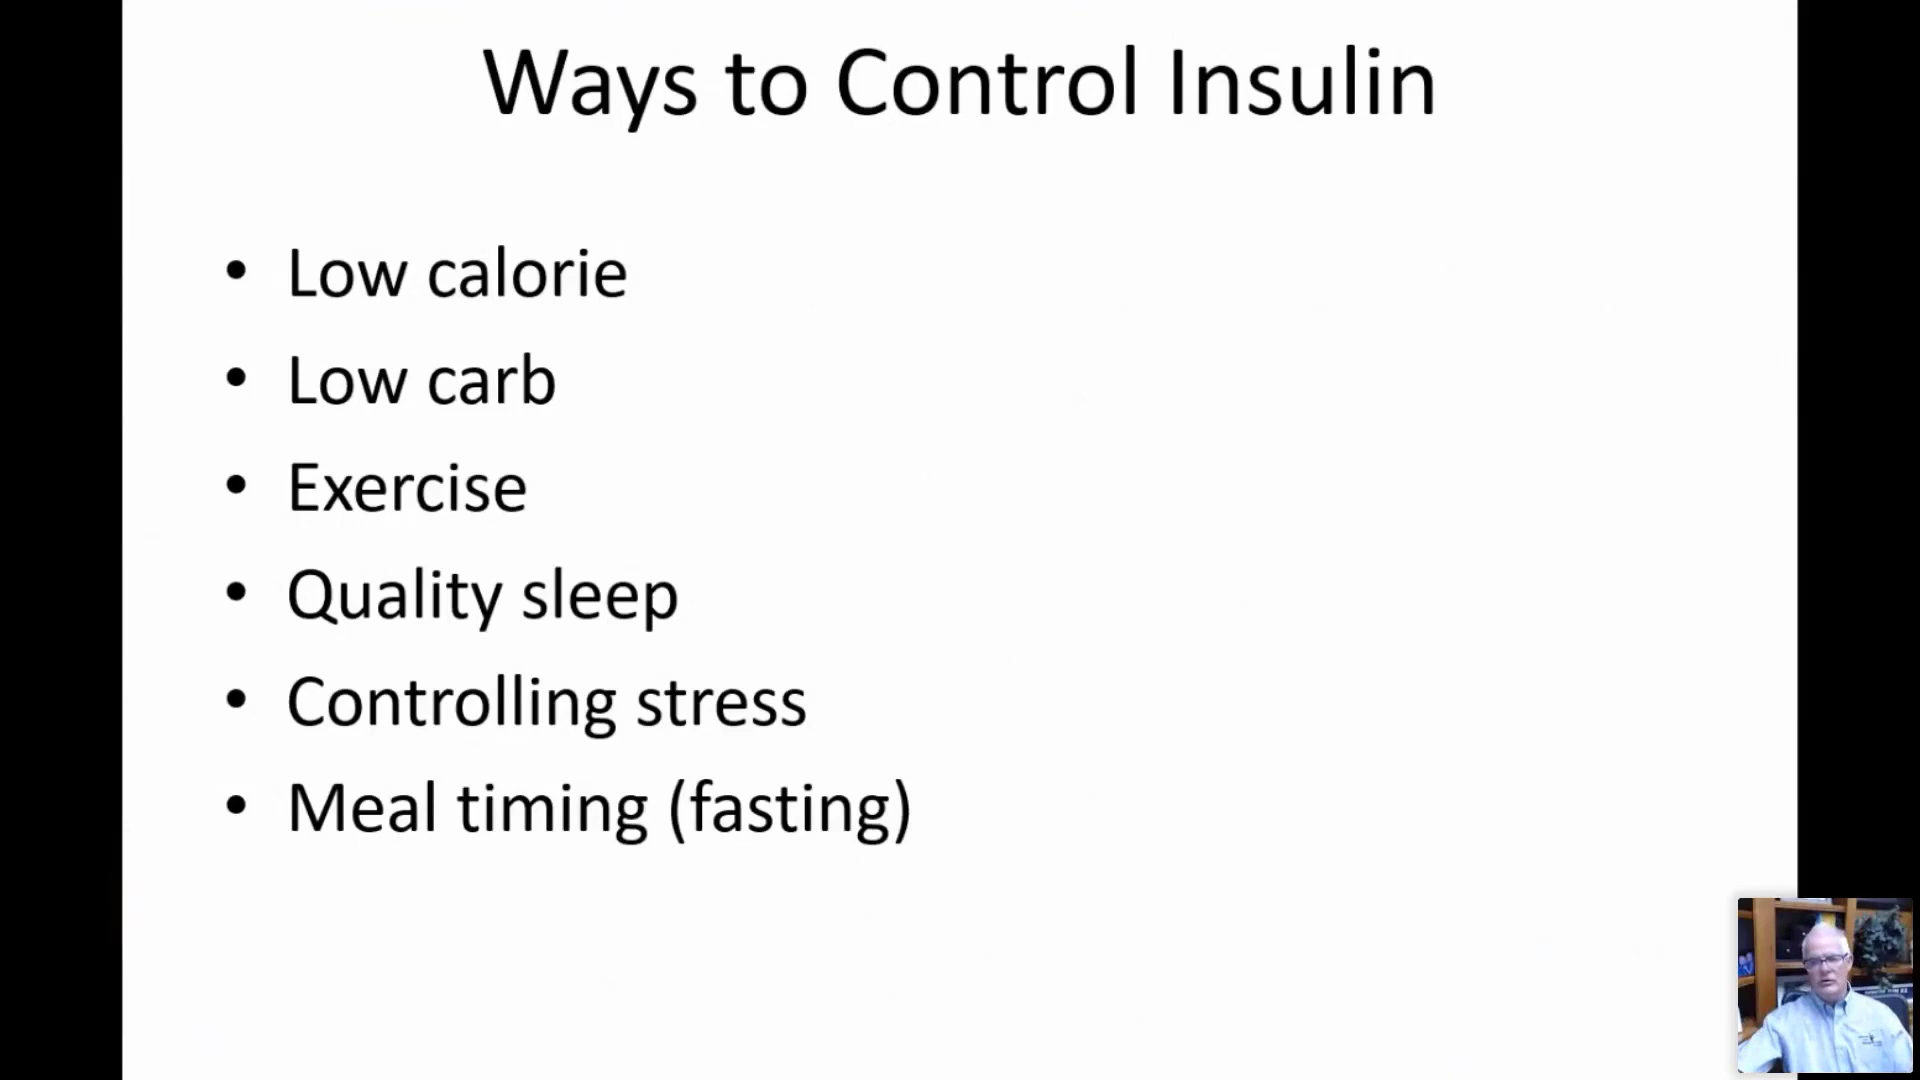 Ways to Control Insulin
• Low calorie
• Low carb
• Exercise
• Quality sleep
• Controlling stress
• Meal timing (fasting)